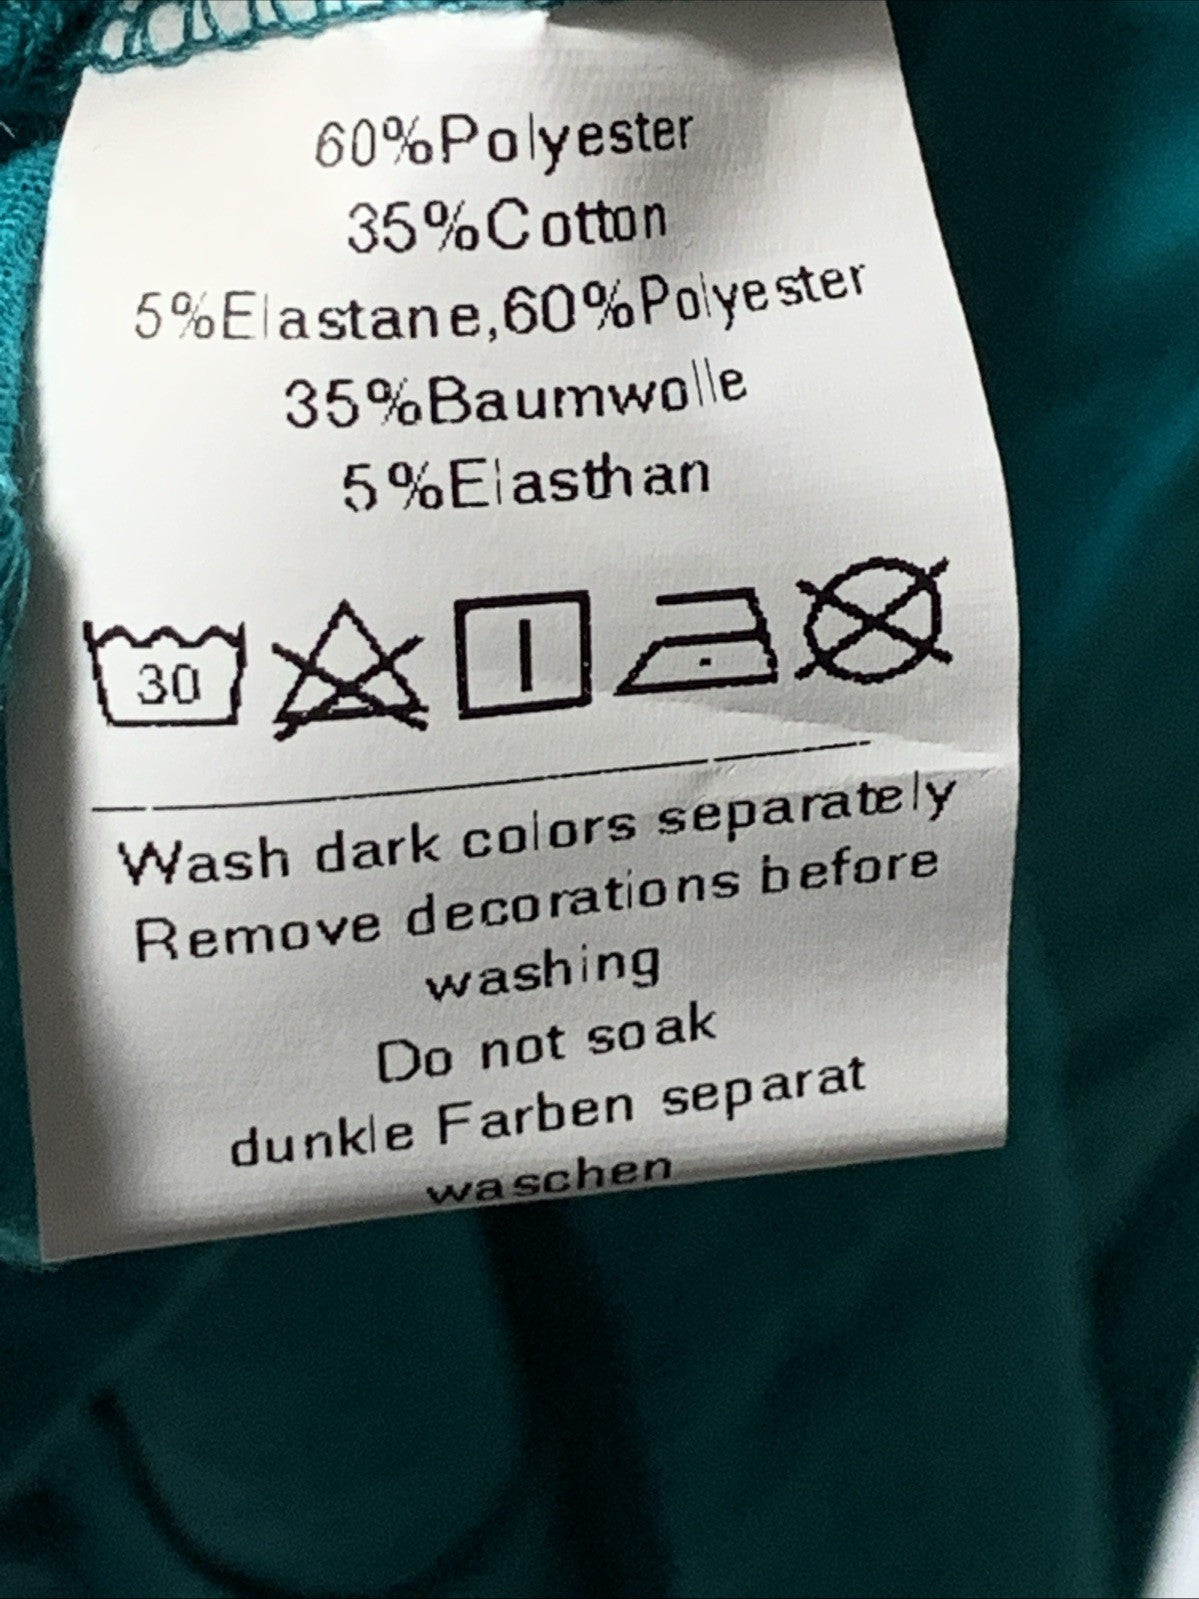 60%Polyester
35%Cotton
5%Elastane,60%Polyester
35%Baumwolle
5%Elasthan
30
Wash dark colors separately
Remove decorations before
washing
Do not soak
dunkle Farben separat
waschen